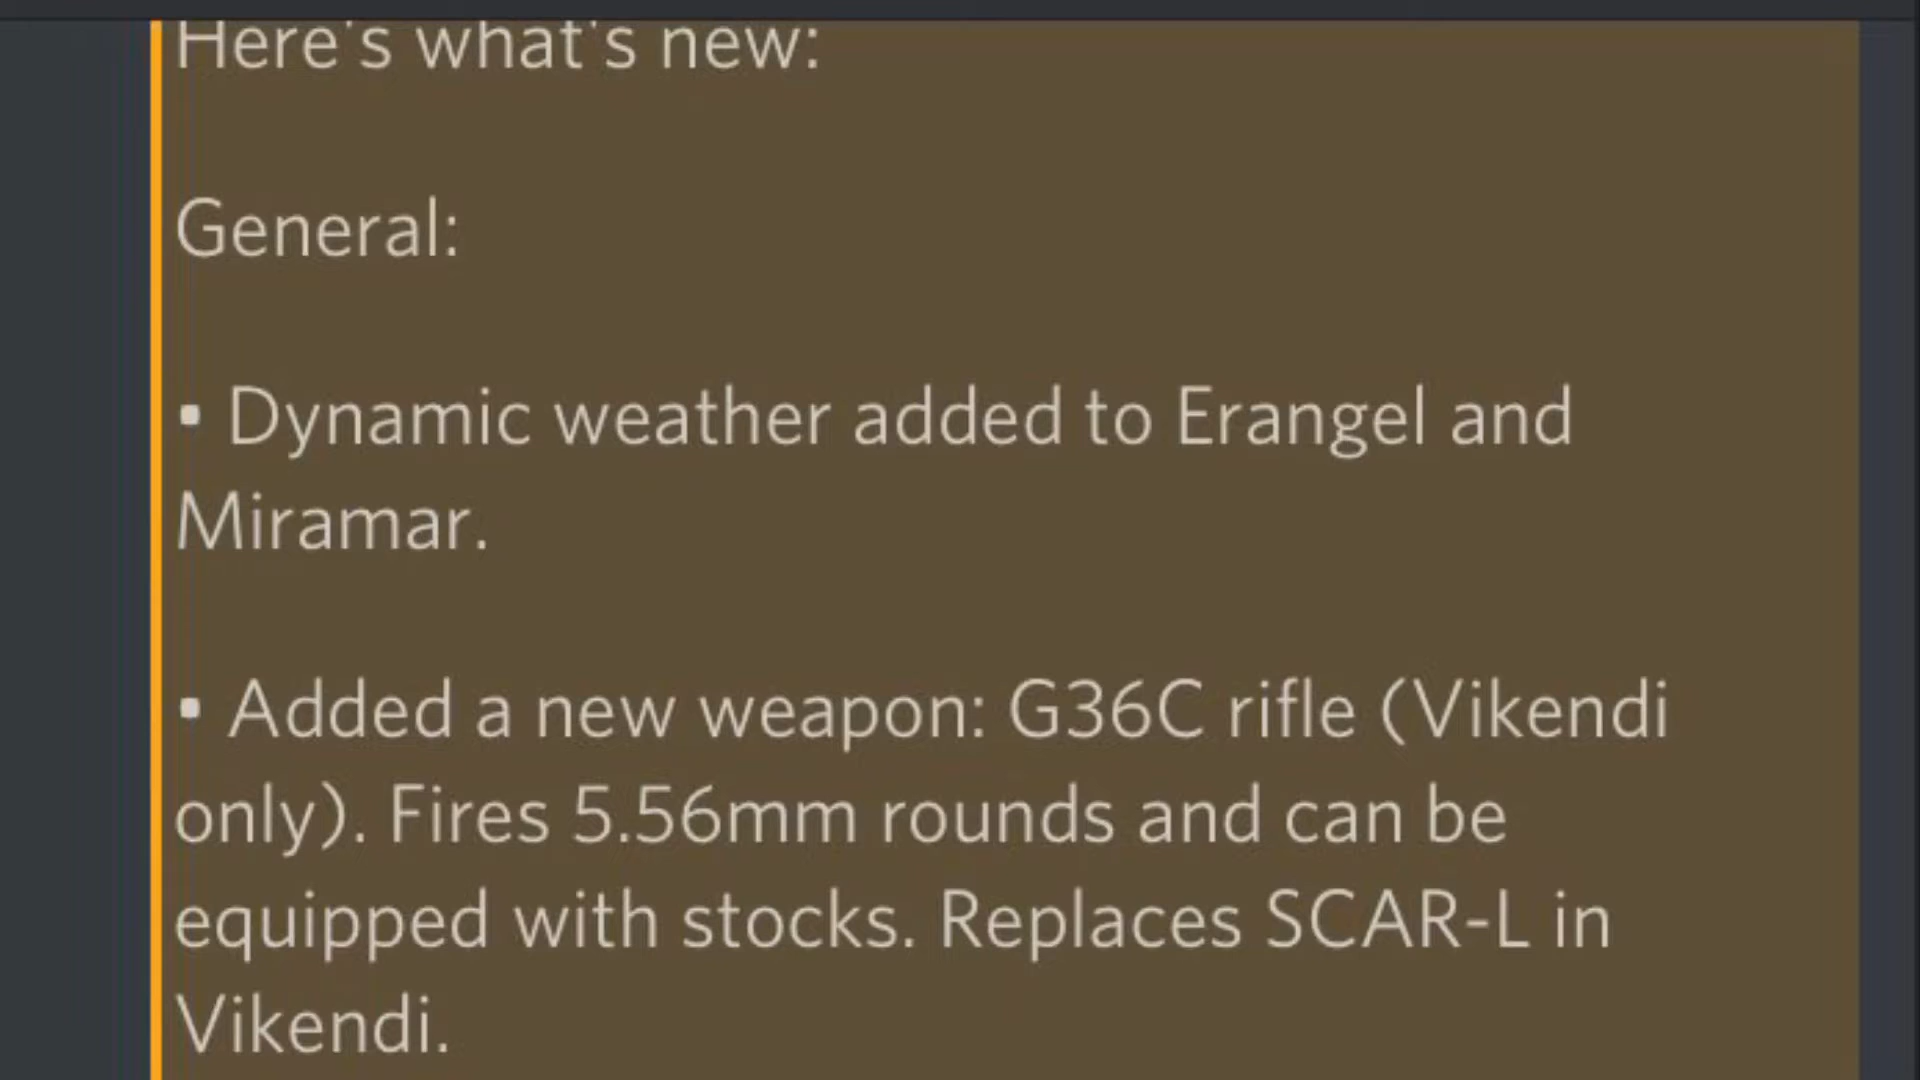 Here's what's new:
General:
▪ Dynamic weather added to Erangel and
Miramar.
▪ Added a new weapon: G36C rifle (Vikendi
only). Fires 5.56mm rounds and can be
equipped with stocks. Replaces SCAR-L in
Vikendi.